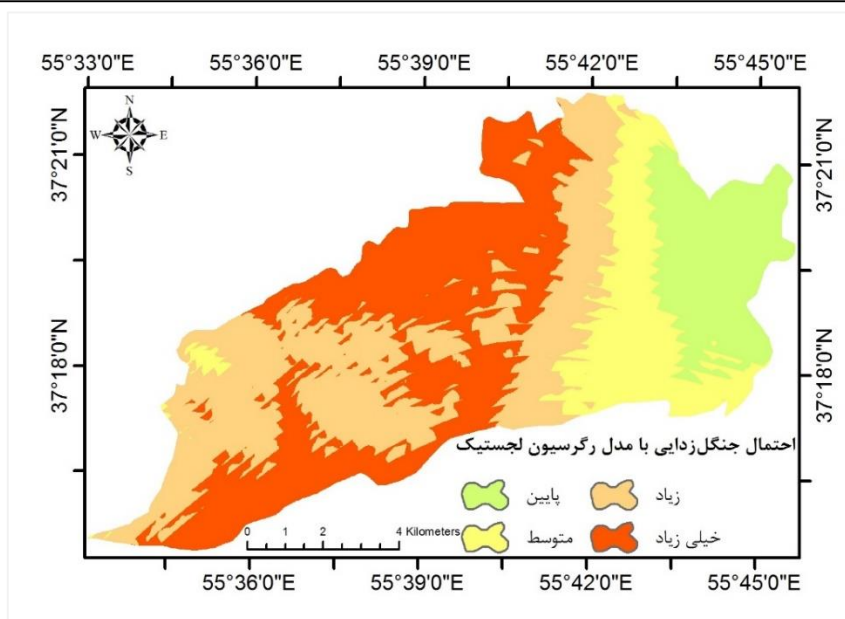 55°33'0"E 55°36'0"E 55°39'0"E 55°42'0"E 55°45'0"E
N
W E
S
37°21'0"N
37°21'0"N
37°18'0"N
37°18'0"N
احتمال جنگل‌زدایی با مدل رگرسیون لجستیک
زیاد
پایین
خیلی زیاد
متوسط
0 1 2 4 Kilometers
55°36'0"E 55°39'0"E 55°42'0"E 55°45'0"E